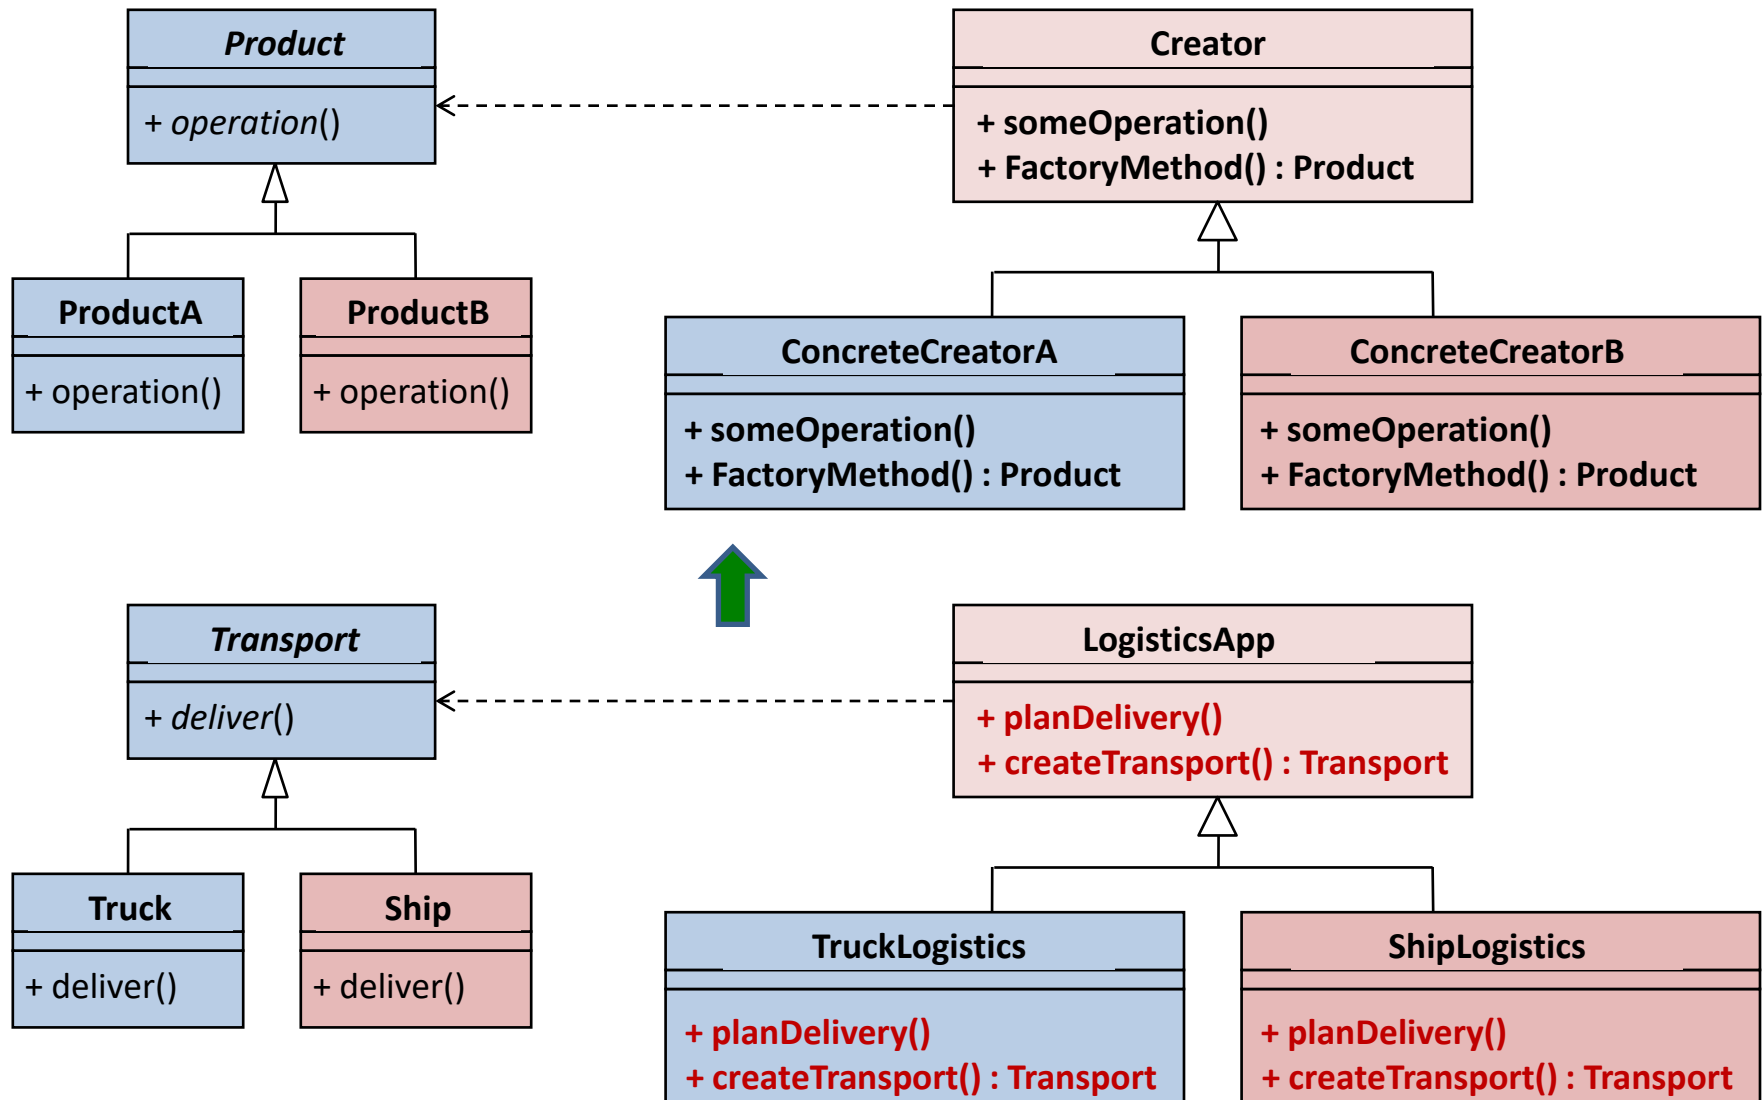 Product
+ operation()
Creator
+ someOperation()
+ FactoryMethod() : Product
ProductA
+ operation()
ProductB
+ operation()
ConcreteCreatorA
+ someOperation()
+ FactoryMethod() : Product
ConcreteCreatorB
+ someOperation()
+ FactoryMethod() : Product
Transport
+ deliver()
LogisticsApp
+ planDelivery()
+ createTransport() : Transport
Truck
+ deliver()
Ship
+ deliver()
TruckLogistics
+ planDelivery()
+ createTransport() : Transport
ShipLogistics
+ planDelivery()
+ createTransport() : Transport